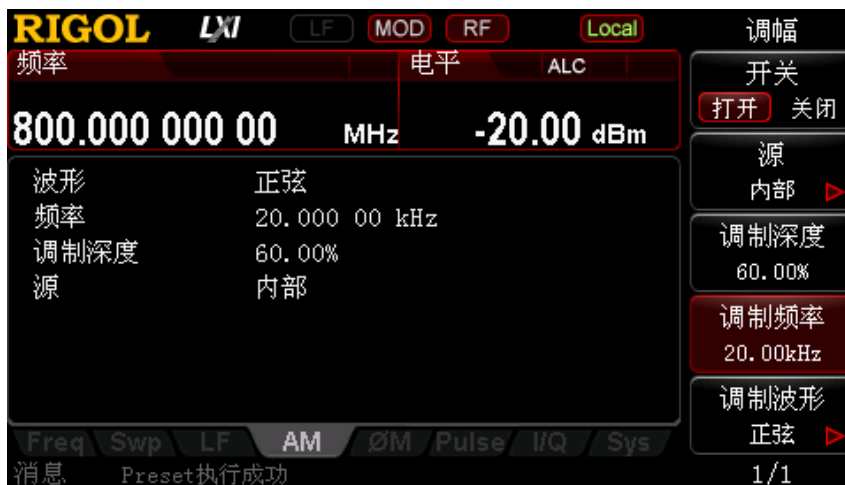 RIGOL LXI LF MOD RF Local
频率 电平 ALC
800.000 000 00 MHz -20.00 dBm
波形 正弦
频率 20.000 00 kHz
调制深度 60.00%
源 内部
Freq Swp LF AM ØM Pulse I/Q Sys
消息 Preset执行成功
调幅
开关
打开 关闭
源
内部
调制深度
60.00%
调制频率
20.00kHz
调制波形
正弦
1/1